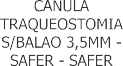 CANULA
TRAQUEOSTOMIA
S/BALAO 3,5MM -
SAFER - SAFER